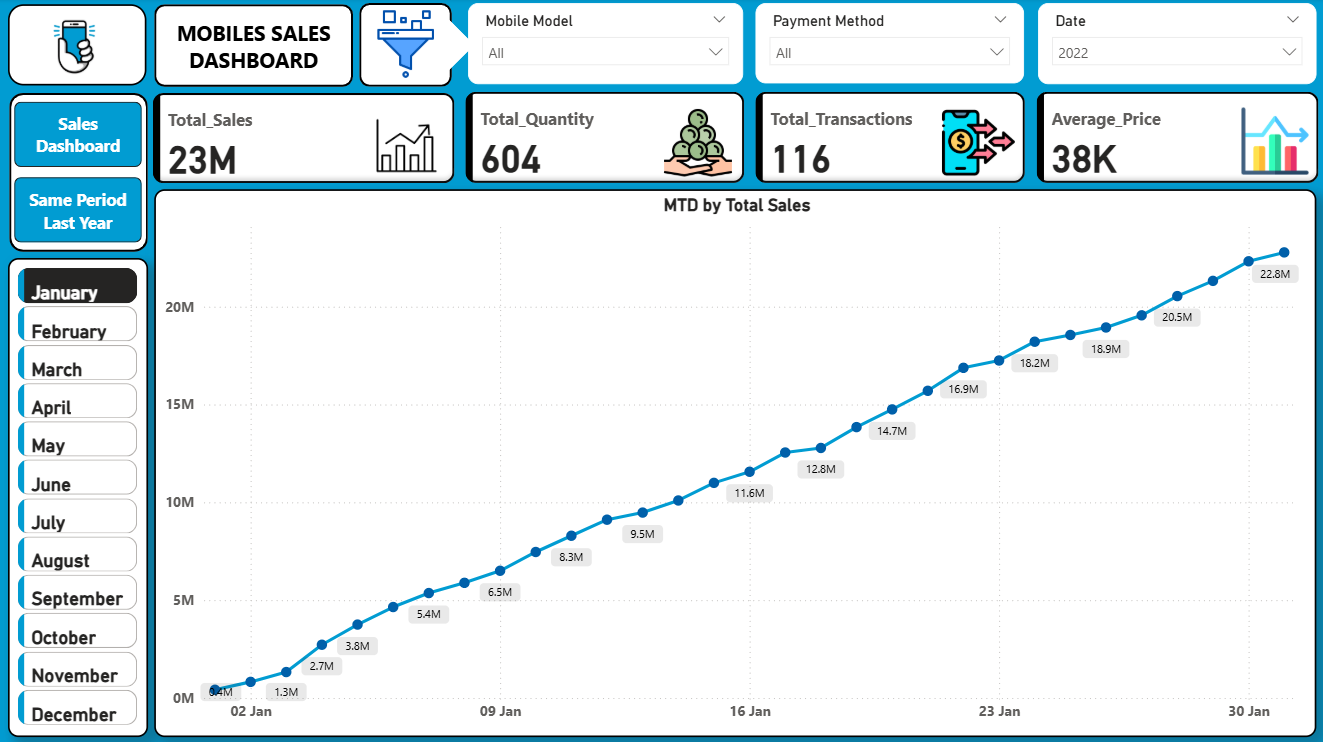 MOBILES SALES
DASHBOARD
Mobile Model
All
Payment Method
All
Date
2022
Sales
Dashboard
Same Period
Last Year
Total_Sales
23M
Total_Quantity
604
Total_Transactions
116
$
Average_Price
38K
January
February
March
April
May
June
July
August
September
October
November
December
MTD by Total Sales
20M
15M
10M
5M
0M
0.4M
1.3M
2.7M
3.8M
5.4M
6.5M
8.3M
9.5M
11.6M
12.8M
14.7M
16.9M
18.2M
18.9M
20.5M
22.8M
02 Jan
09 Jan
16 Jan
23 Jan
30 Jan